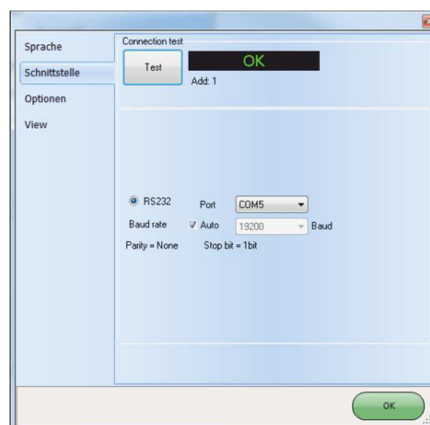 Sprache
Schnittstelle
Optionen
View
Connection test
Test
OK
Add: 1
RS232
Port
COM5
Baud rate
Auto
19200
Baud
Parity = None
Stop bit = 1bit
OK